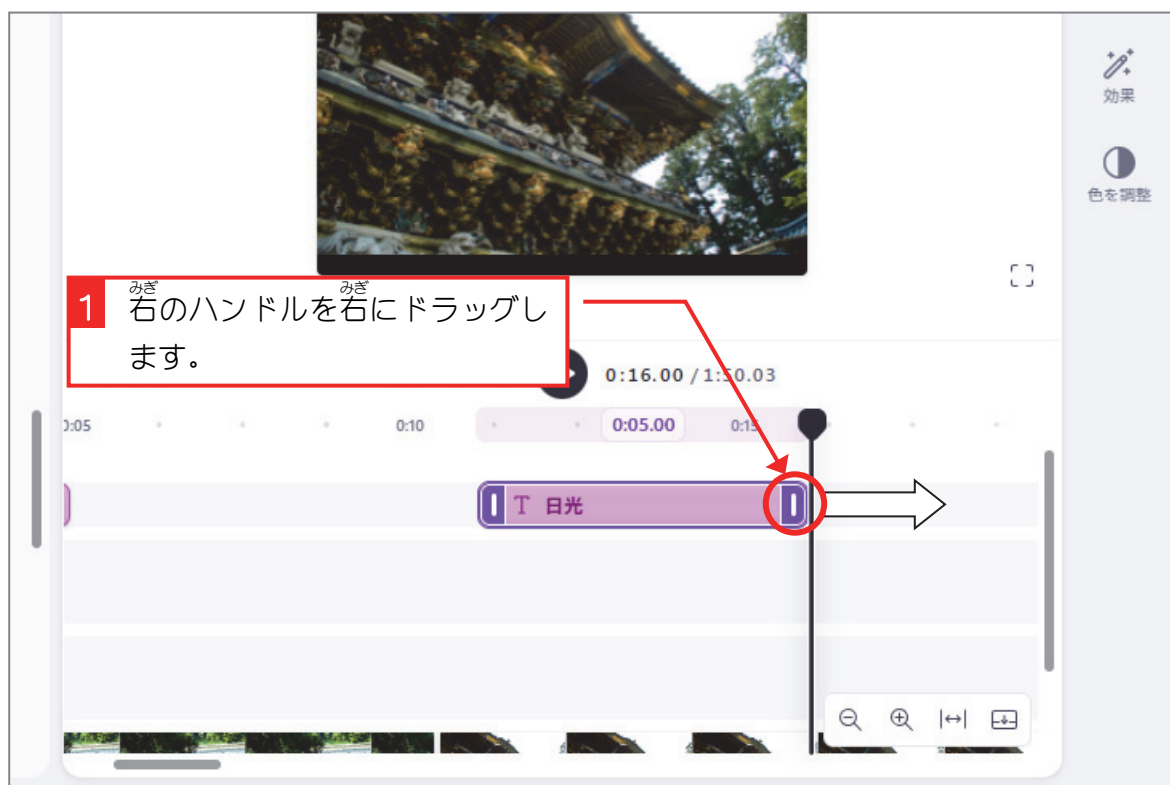 効果
色を調整
みぎ みぎ
1 右のハンドルを右にドラッグし
ます。
0:16.00 / 1:50.03
0:05 0:10 0:05.00 0:15
T 日光